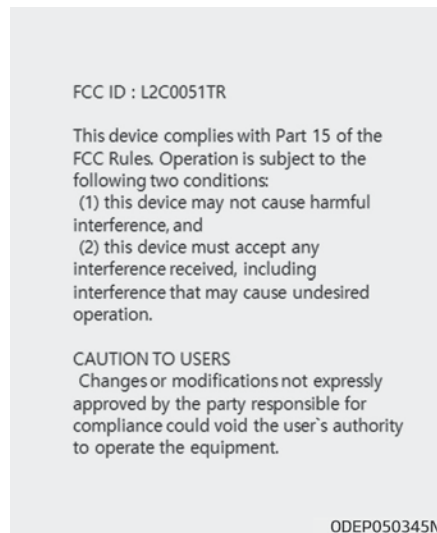 FCC ID : L2C0051TR
This device complies with Part 15 of the
FCC Rules. Operation is subject to the
following two conditions:
(1) this device may not cause harmful
interference, and
(2) this device must accept any
interference received, including
interference that may cause undesired
operation.
CAUTION TO USERS
Changes or modifications not expressly
approved by the party responsible for
compliance could void the user`s authority
to operate the equipment.
ODEP050345N